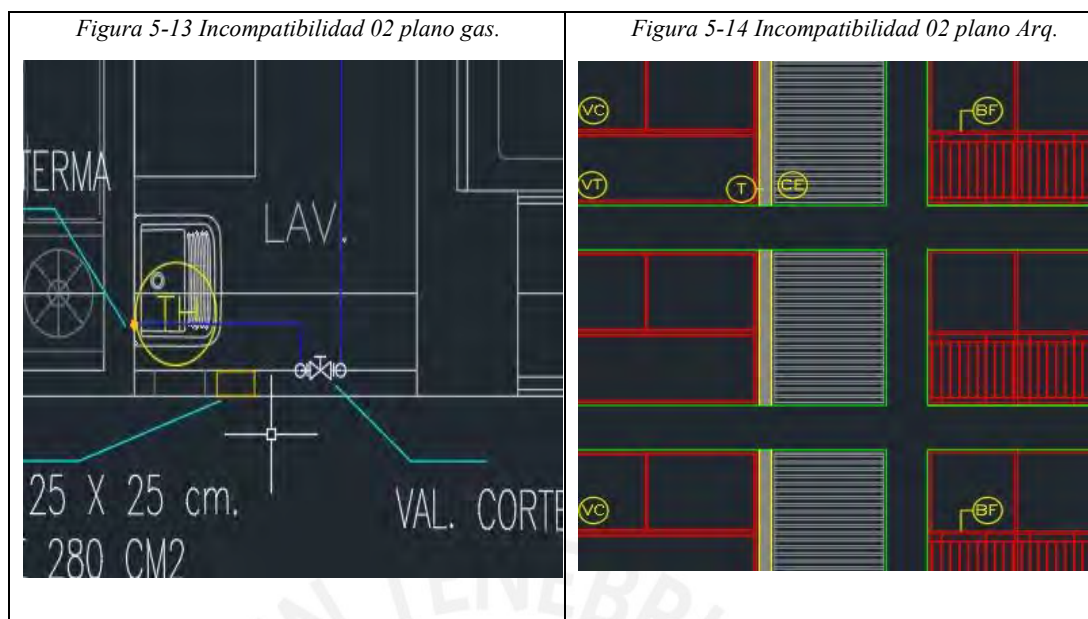 Figura 5-13 Incompatibilidad 02 plano gas.
TERMA
LAV.
TH
25 X 25 cm.
280 CM2
VAL. CORTE
Figura 5-14 Incompatibilidad 02 plano Arq.
VC
BF
VT
T
CE
VC
BF
TENEBR